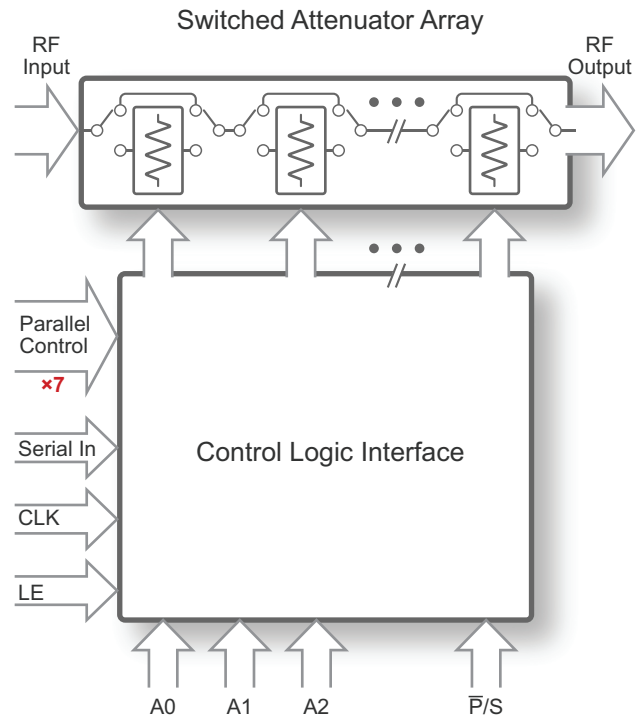 Switched Attenuator Array
RF
Input
RF
Output
Parallel
Control
×7
Serial In
Control Logic Interface
CLK
LE
A0
A1
A2
P̅/S